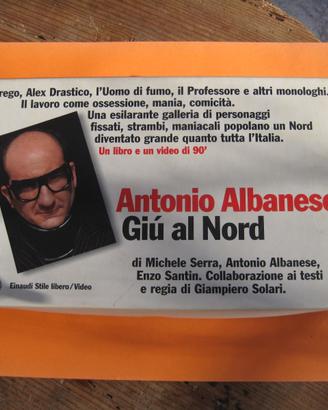 rego, Alex Drastico, l'Uomo di fumo, il Professore e altri monologhi.
Il lavoro come ossessione, mania, comicità.
Una esilarante galleria di personaggi
fissati, strambi, maniacali popolano un Nord
diventato grande quanto tutta l'Italia.
Un libro e un video di 90'
Antonio Albanese
Giú al Nord
di Michele Serra, Antonio Albanese,
Enzo Santin. Collaborazione ai testi
e regia di Giampiero Solari.
Einaudi Stile libero/Video